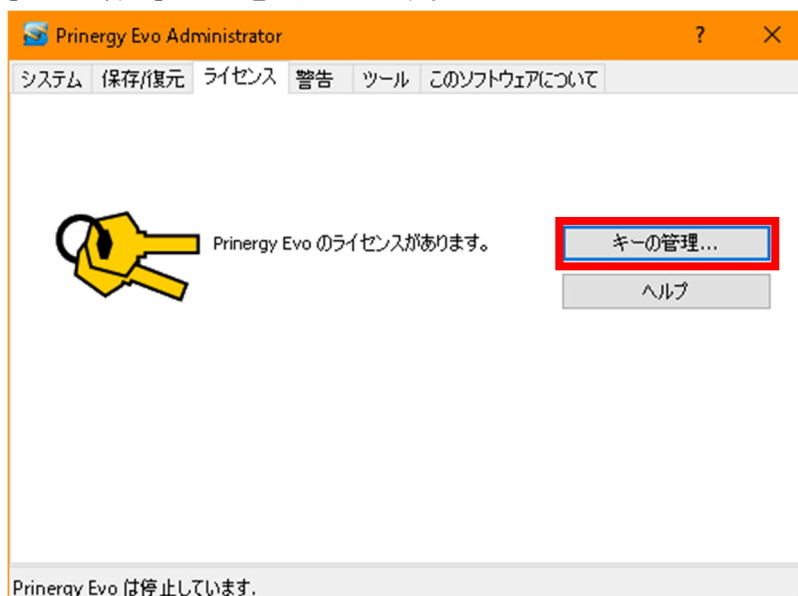 Prinergy Evo Administrator ? ×
システム 保存/復元 ライセンス 警告 ツール このソフトウェアについて
Prinergy Evo のライセンスがあります。 キーの管理...
ヘルプ
Prinergy Evo は停止しています.